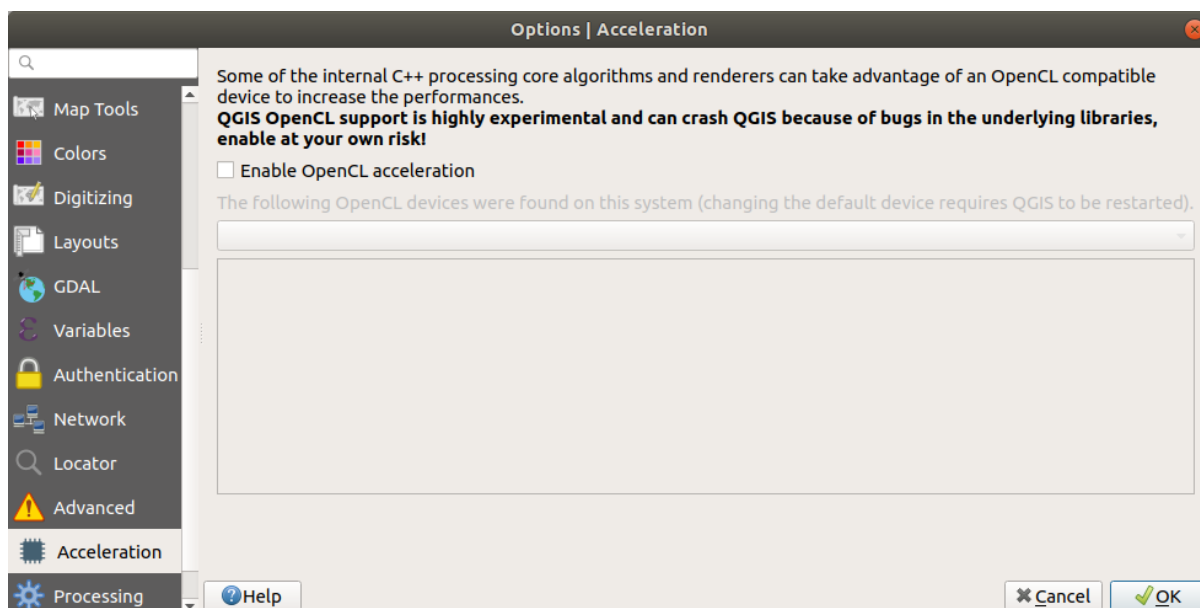 Options | Acceleration
Map Tools
Colors
Digitizing
Layouts
GDAL
Variables
Authentication
Network
Locator
Advanced
Acceleration
Processing
Some of the internal C++ processing core algorithms and renderers can take advantage of an OpenCL compatible
device to increase the performances.
QGIS OpenCL support is highly experimental and can crash QGIS because of bugs in the underlying libraries,
enable at your own risk!
Enable OpenCL acceleration
The following OpenCL devices were found on this system (changing the default device requires QGIS to be restarted).
Help
Cancel
OK